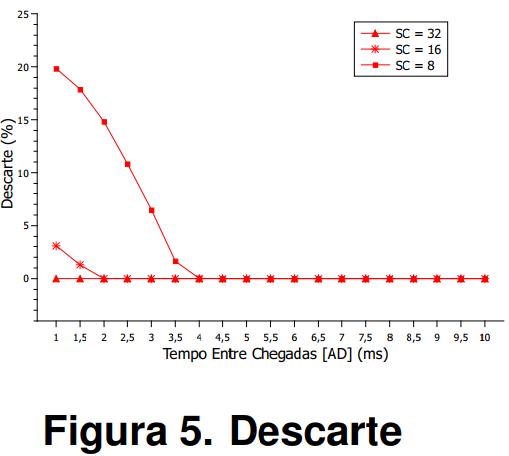 25
20
15
10
5
0
Descarte (%)
SC = 32
SC = 16
SC = 8
1 1,5 2 2,5 3 3,5 4 4,5 5 5,5 6 6,5 7 7,5 8 8,5 9 9,5 10
Tempo Entre Chegadas [AD] (ms)
Figura 5. Descarte